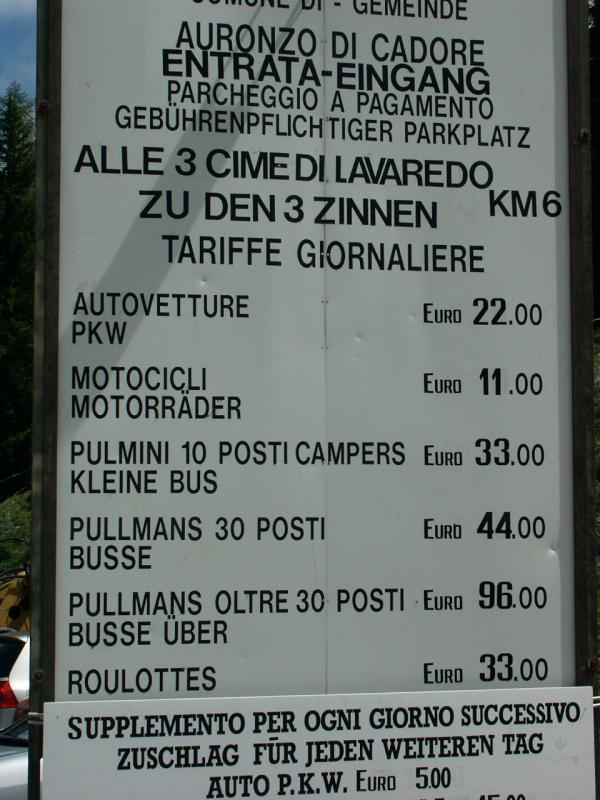 COMUNE DI - GEMEINDE
AURONZO DI CADORE
ENTRATA-EINGANG
PARCHEGGIO A PAGAMENTO
GEBÜHRENPFLICHTIGER PARKPLATZ
ALLE 3 CIME DI LAVAREDO
ZU DEN 3 ZINNEN KM 6
TARIFFE GIORNALIERE
AUTOVETTURE EURO 22.00
PKW
MOTOCICLI EURO 11.00
MOTORRÄDER
PULMINI 10 POSTI CAMPERS EURO 33.00
KLEINE BUS
PULLMANS 30 POSTI EURO 44.00
BUSSE
PULLMANS OLTRE 30 POSTI EURO 96.00
BUSSE ÜBER
ROULOTTES EURO 33.00
SUPPLEMENTO PER OGNI GIORNO SUCCESSIVO
ZUSCHLAG FÜR JEDEN WEITEREN TAG
AUTO P.K.W. EURO 5.00